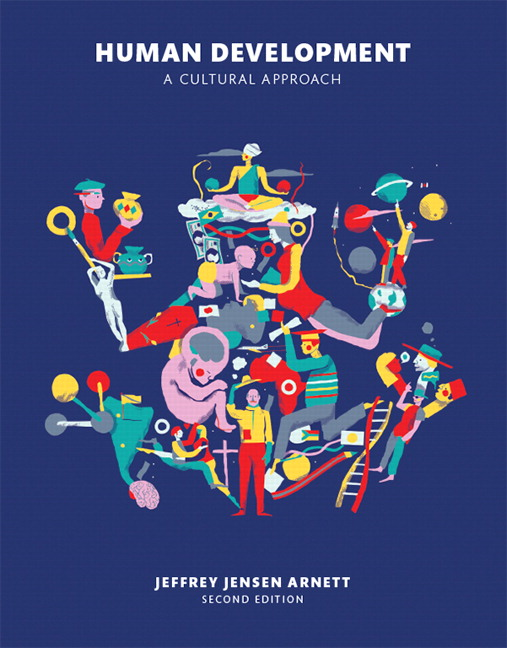 HUMAN DEVELOPMENT
A CULTURAL APPROACH
JEFFREY JENSEN ARNETT
SECOND EDITION